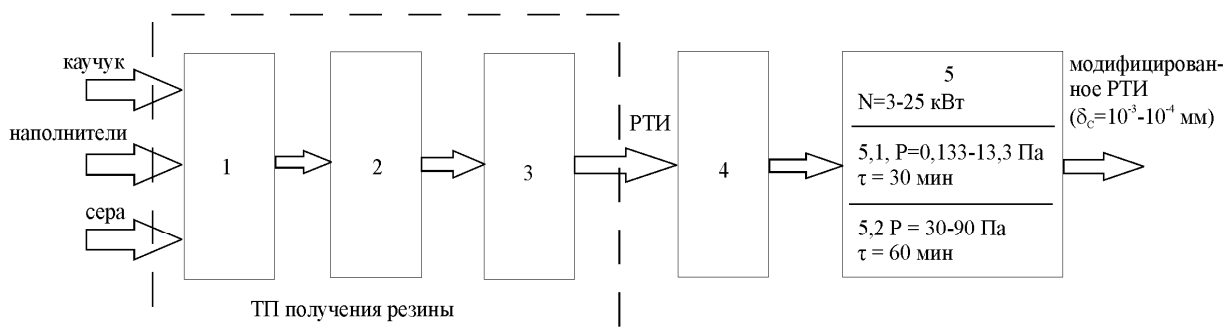 каучук
наполнители
сера
1
2
3
ТП получения резины
РТИ
4
5
N=3-25 кВт
5,1, P=0,133-13,3 Па
τ = 30 мин
5,2 P = 30-90 Па
τ = 60 мин
модифицирован-
ное РТИ
(δc=10⁻³-10⁻⁴ мм)